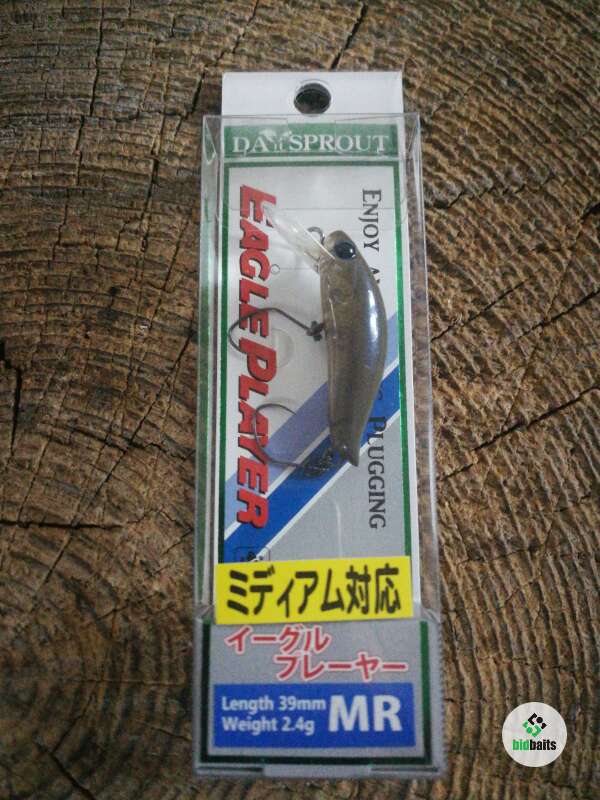 DAYSPROUT
EAGLE PLAYER
ENJOY
PLUGGING
ミディアム対応
イーグル
プレーヤー
Length 39mm
Weight 2.4g
MR
bidbaits